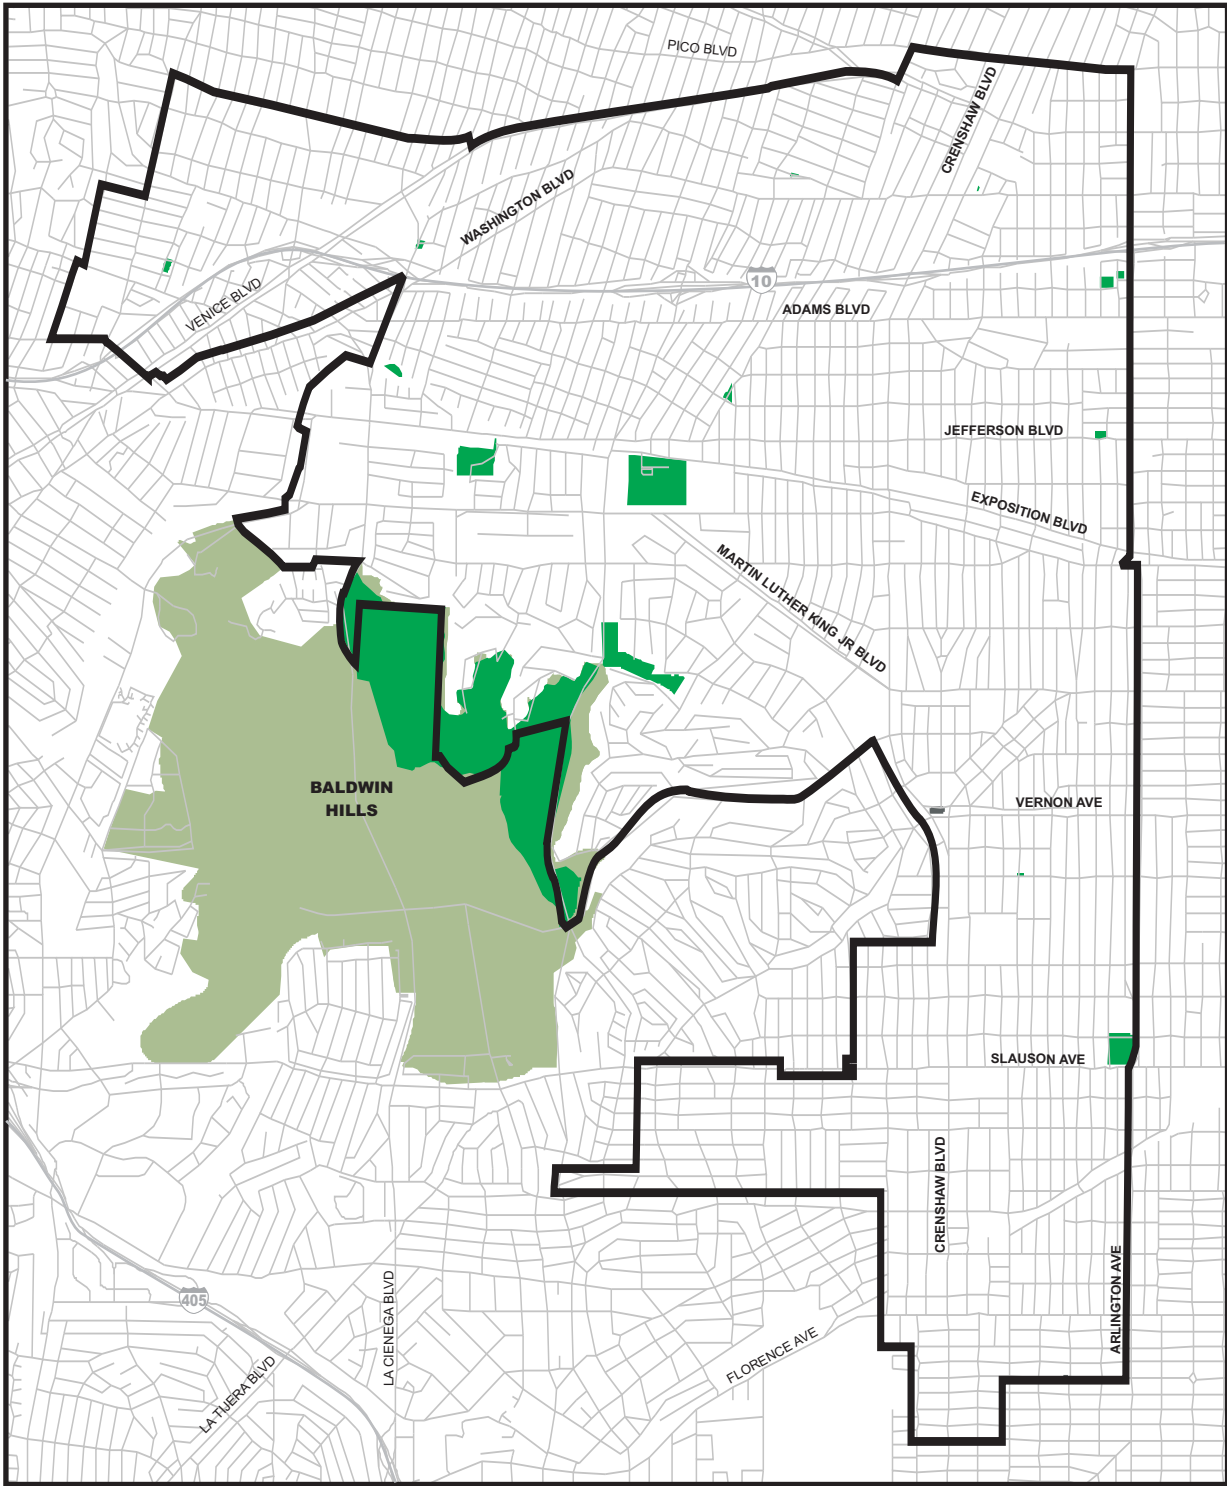 PICO BLVD
CRENSHAW BLVD
WASHINGTON BLVD
VENICE BLVD
10
ADAMS BLVD
JEFFERSON BLVD
EXPOSITION BLVD
MARTIN LUTHER KING JR BLVD
BALDWIN
HILLS
VERNON AVE
SLAUSON AVE
CRENSHAW BLVD
ARLINGTON AVE
405
LA CIENEGA BLVD
FLORENCE AVE
LA TIJERA BLVD